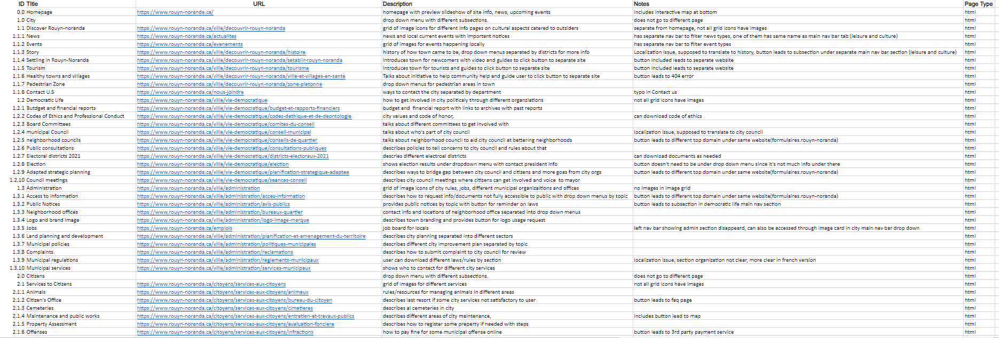 ID Title URL Description Notes Page Type
0.0 Homepage https://www.rouyn-noranda.ca/ homepage with preview slideshow of site info, news, upcoming events includes interactive map at bottom html
1.0 City drop down menu with different subsections. does not go to different page html
1.1 Discover Rouyn-noranda https://www.rouyn-noranda.ca/ville/decouvrir-rouyn-noranda grid of image icons for different info pages on cultural aspects catered to outsiders separate from homepage, not all grid icons have images html
1.1.1 News https://www.rouyn-noranda.ca/actualites news and local current events with important notices has separate nav bar to filter news types, one of them has same name as main nav bar tab (leisure and culture) html
1.1.2 Events https://www.rouyn-noranda.ca/evenements grid of images for events happening locally has separate nav bar to filter event types html
1.1.3 Story https://www.rouyn-noranda.ca/ville/decouvrir-rouyn-noranda/histoire history of how town came to be, drop down menus separated by districts for more info Localization issue, supposed to translate to history, button leads to subsection under separate main nav bar section (leisure and culture) html
1.1.4 Settling in Rouyn-Noranda https://www.rouyn-noranda.ca/ville/decouvrir-rouyn-noranda/setablir-rouyn-noranda introduces town for newcomers with video and guides to click button to separate site button included leads to separate website html
1.1.5 Tourism https://www.rouyn-noranda.ca/ville/decouvrir-rouyn-noranda/tourisme introduces town for tourists and guides to click button to separate site button included leads to separate website html
1.1.6 Healthy towns and villages https://www.rouyn-noranda.ca/ville/decouvrir-rouyn-noranda/ville-et-villages-en-sante Talks about initiative to help community help and guide user to click button to separate site button leads to 404 error html
1.1.7 Pedestrian Zone https://www.rouyn-noranda.ca/ville/decouvrir-rouyn-noranda/zone-pietonne drop down menus for pedestrian areas in town html
1.1.8 Contact U.S https://www.rouyn-noranda.ca/nous-joindre ways to contact the city separated by department typo in Contact us html
1.2 Democratic Life https://www.rouyn-noranda.ca/ville/vie-democratique how to get involved in city politicaly through different organziations not all grid icons have images html
1.2.1 Butdget and financial reports https://www.rouyn-noranda.ca/ville/vie-democratique/budget-et-rapports-financiers budget and financial report with links to archives with past reports html
1.2.2 Codes of Ethics and Professional Conduct https://www.rouyn-noranda.ca/ville/vie-democratique/codes-dethique-et-de-deontologie city values and code of honor, can download code of ethics html
1.2.3 Board Committees https://www.rouyn-noranda.ca/ville/vie-democratique/comites-du-conseil talks about different committees to get involved with html
1.2.4 municipal Council https://www.rouyn-noranda.ca/ville/vie-democratique/conseil-municipal talks about who's part of city council localization issue, supposed to translate to city council html
1.2.5 neighborhood councils https://www.rouyn-noranda.ca/ville/vie-democratique/conseils-de-quartier talks about neighborhood council to aid city council at bettering neighborhoods button leads to different top domain under same website(formulaires.rouyn-noranda) html
1.2.6 Public consultations https://www.rouyn-noranda.ca/ville/vie-democratique/consultations-publiques describes policies to tell concerns to city council and rules about that html
1.2.7 Electoral districts 2021 https://www.rouyn-noranda.ca/ville/vie-democratique/districts-electoraux-2021 descries different electroal districts can download documents as needed html
1.2.8 Election https://www.rouyn-noranda.ca/ville/vie-democratique/élection shows election results under dropdown menu with contact president info button doesn't need to be under drop down menu since it's not much info under there html
1.2.9 Adapted strategic planning https://www.rouyn-noranda.ca/ville/vie-democratique/planification-strategique-adaptee describes ways to bridge gap between city council and citizens and more goas from city orgs button leads to different top domain under same website(formulaires.rouyn-noranda) html
1.2.10 Council meetings https://www.rouyn-noranda.ca/ville/vie-democratique/seances-conseil describes city council meetings where citizens can get involved and voice to mayor html
1.3 Administration https://www.rouyn-noranda.ca/ville/administration grid of image icons of city rules, jobs, different municipal organizaitions and offices no images in image grid html
1.3.1 Access to information https://www.rouyn-noranda.ca/ville/administration/acces-information describes how to request info/documents not fully accessible to public with drop down menus by topic button leads to different top domain under same website(formulaires.rouyn-noranda) html
1.3.2 Public Notices https://www.rouyn-noranda.ca/ville/administration/avis-publics provides public notices by topic with button for reminder on laws button leads to subsection in democratic life main nav section html
1.3.3 Neighborhood offices https://www.rouyn-noranda.ca/ville/administration/bureaux-quartier contact info and locations of neighborhood office separated into drop down menus html
1.3.4 Logo and brand image https://www.rouyn-noranda.ca/ville/administration/logo-image-marque describes town branding and provides button for logo usage request html
1.3.5 Jobs https://www.rouyn-noranda.ca/emplois job board for locals left nav bar showing admin section disappeard, can also be accessed through image card in city main nav bar drop down html
1.3.6 Land planning and development https://www.rouyn-noranda.ca/ville/administration/planification-et-amenagement-du-territoire describes city planning separated into different sectors html
1.3.7 Municipal policies https://www.rouyn-noranda.ca/ville/administration/politiques-municipales describes different city improvement plan separated by topic html
1.3.8 Complaints https://www.rouyn-noranda.ca/ville/administration/reclamations describes how to submit complaint to city council for review html
1.3.9 Municipal regulations https://www.rouyn-noranda.ca/ville/administration/reglements-municipaux user can download different laws/rules by section localization issue, section organization not clear, more clear in french version html
1.3.10 Municipal services https://www.rouyn-noranda.ca/ville/administration/services-municipaux shows who to contact for different city services html
2.0 Citizens drop down menu with different subsections. does not go to different page html
2.1 Services to Citizens https://www.rouyn-noranda.ca/citoyens/services-aux-citoyens grid of images for different services not all grid icons have images html
2.1.1 Animals https://www.rouyn-noranda.ca/citoyens/services-aux-citoyens/animaux rules/resources for managing animals in different areas html
2.1.2 Citizen's Office https://www.rouyn-noranda.ca/citoyens/services-aux-citoyens/bureau-du-citoyen describes last resort if some city services not satisfactory to user button leads to faq page html
2.1.3 Cemeteries https://www.rouyn-noranda.ca/citoyens/services-aux-citoyens/cimetieres describes al cemeteries in city html
2.1.4 Maintenance and public works https://www.rouyn-noranda.ca/citoyens/services-aux-citoyens/entretien-et-travaux-publics describes different areas of city maintenance, includes button lead to map html
2.1.5 Property Assessment https://www.rouyn-noranda.ca/citoyens/services-aux-citoyens/evaluation-fonciere describes how to register some preperty if needed with steps html
2.1.6 Offenses https://www.rouyn-noranda.ca/citoyens/services-aux-citoyens/infractions how to pay fine for some municipal offense online button leads to 3rd party payment service html